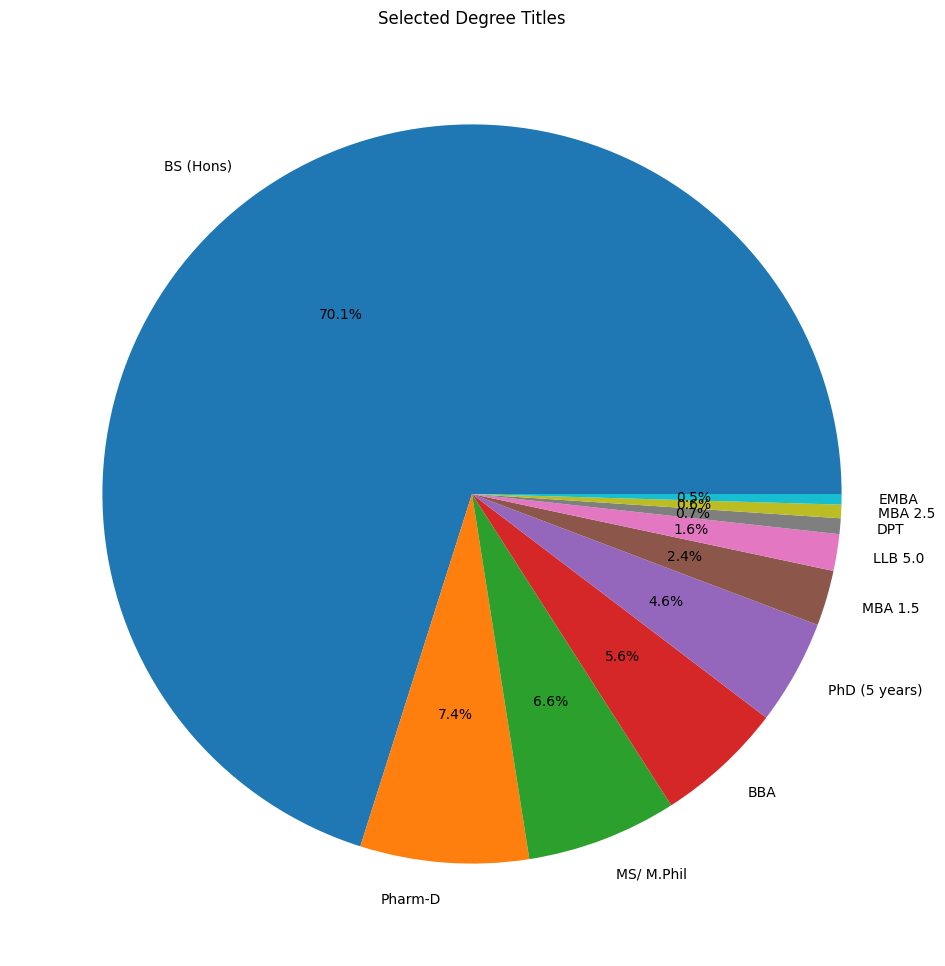 Selected Degree Titles
BS (Hons)
70.1%
0.5%
EMBA
0.6%
MBA 2.5
0.7%
DPT
1.6%
LLB 5.0
2.4%
MBA 1.5
4.6%
PhD (5 years)
5.6%
BBA
6.6%
MS/ M.Phil
7.4%
Pharm-D